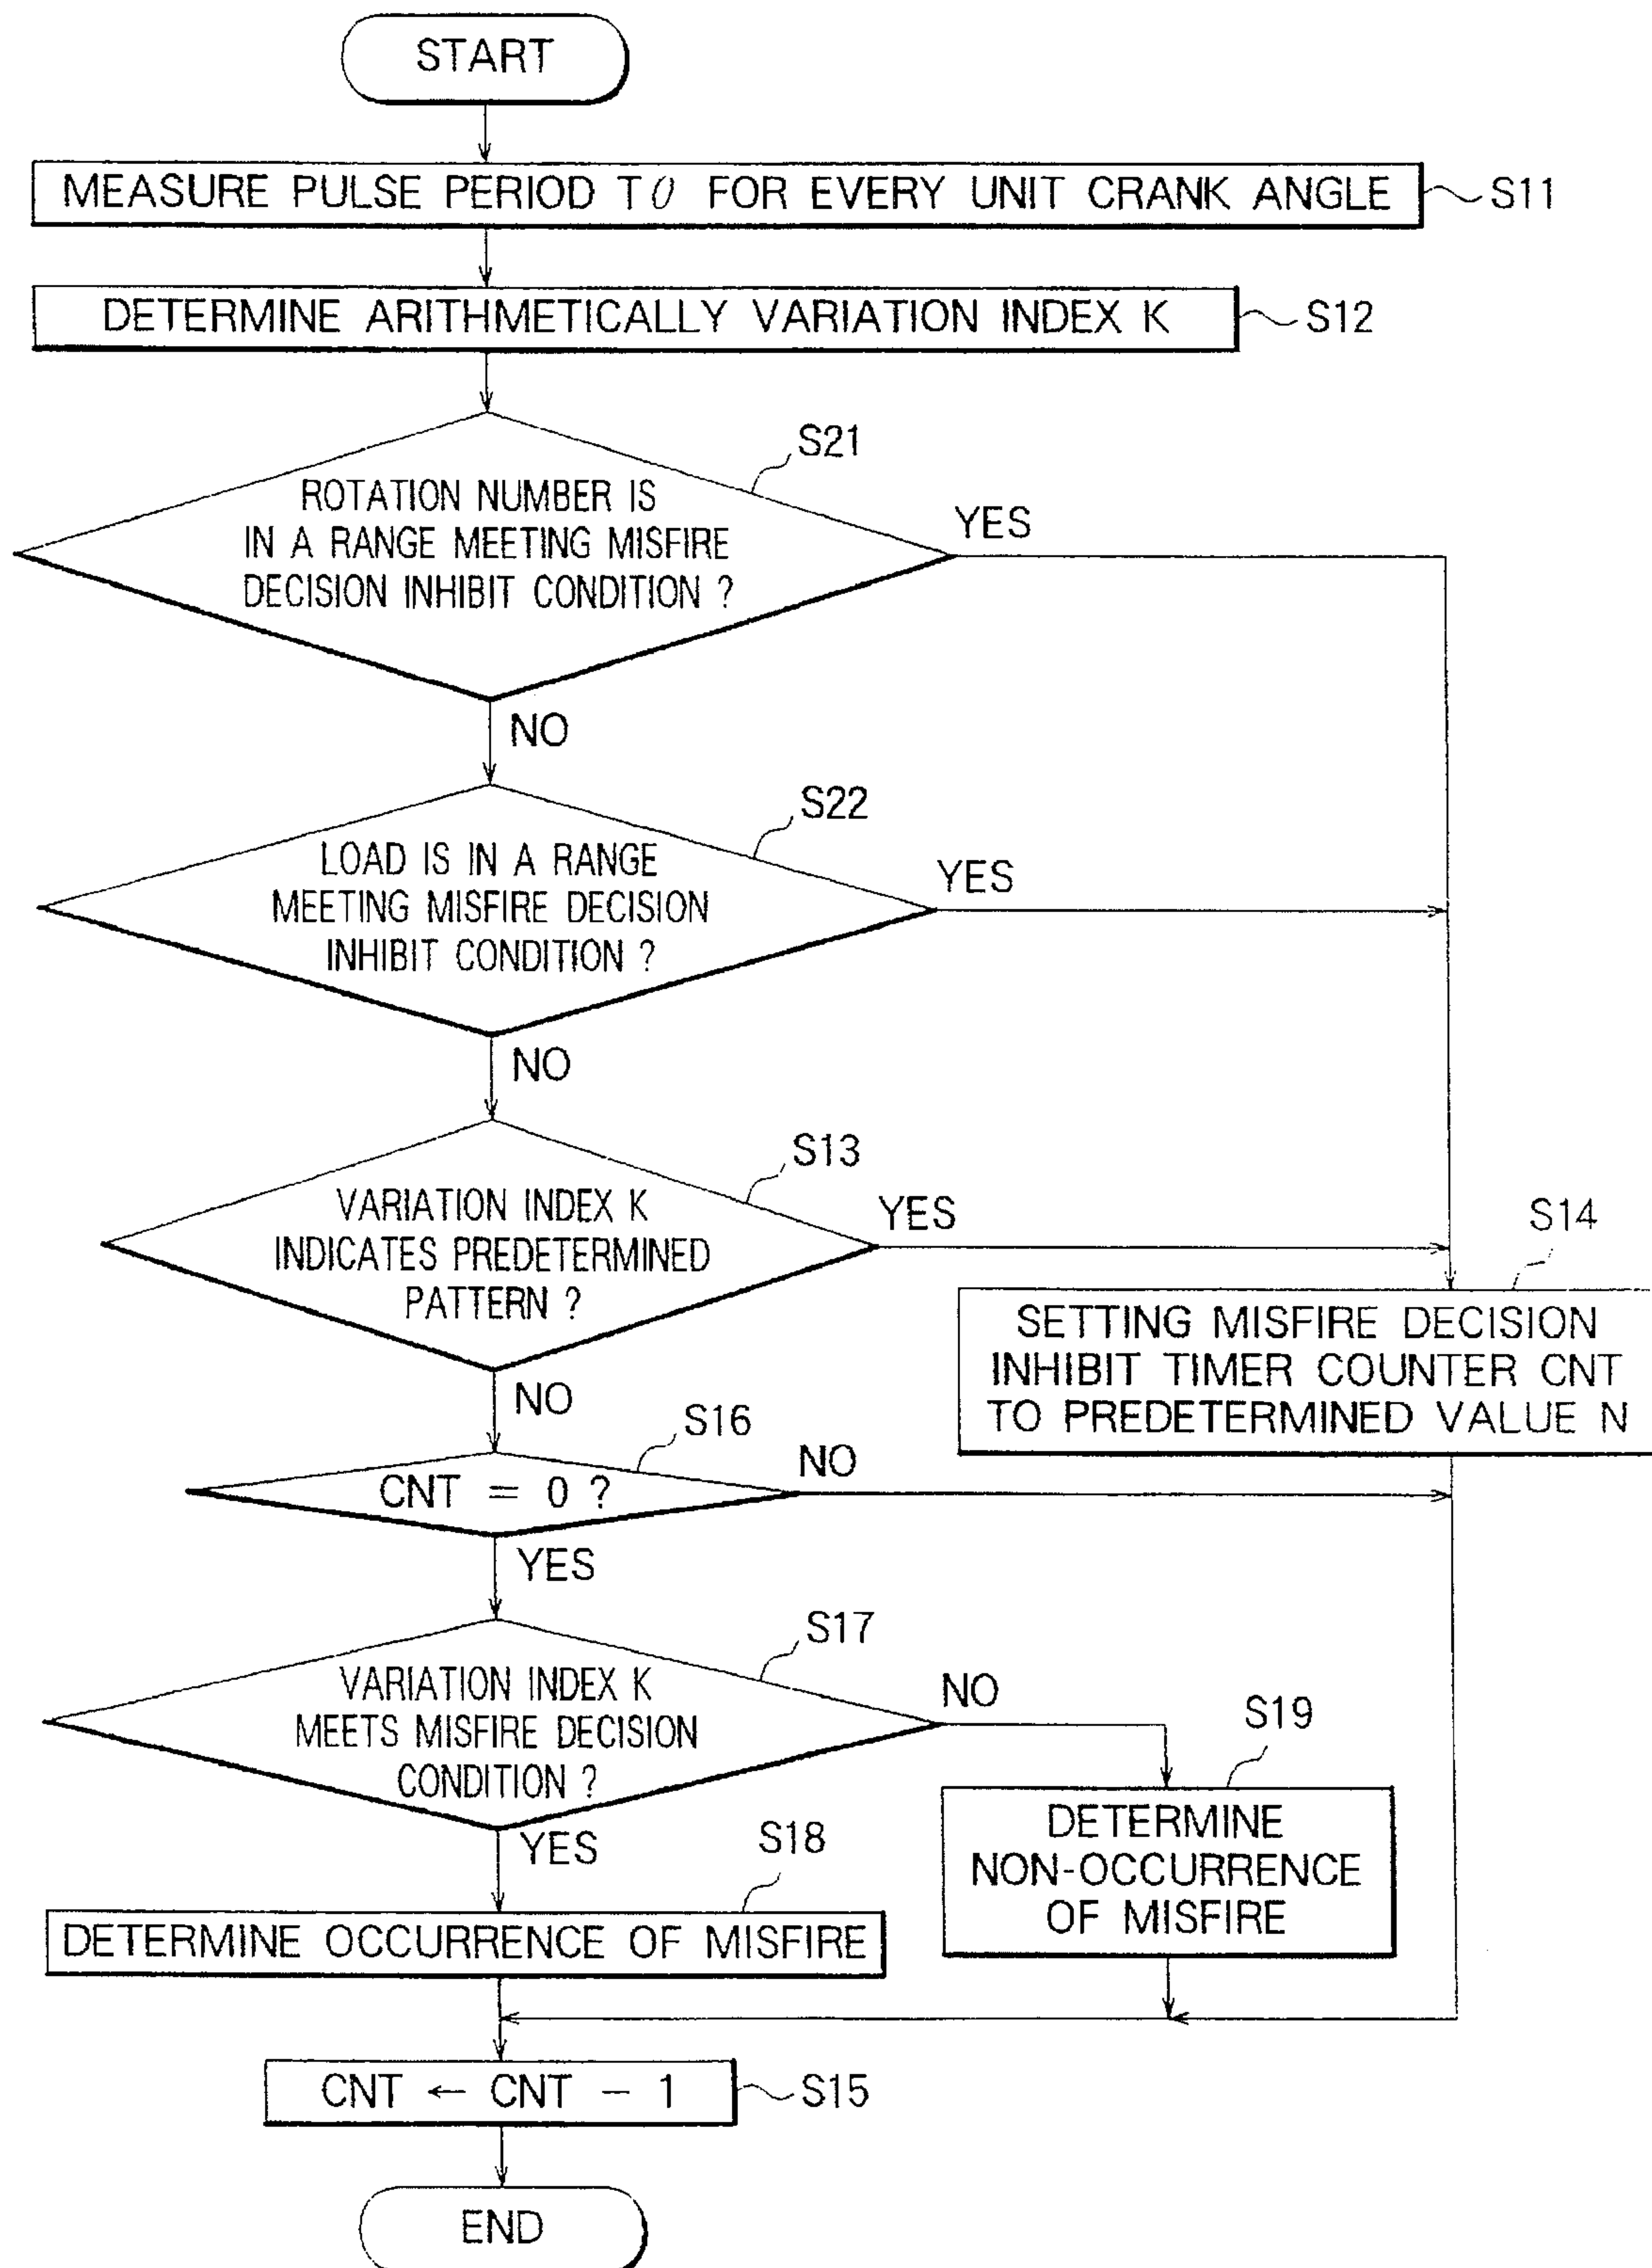 START
MEASURE PULSE PERIOD Tθ FOR EVERY UNIT CRANK ANGLE
S11
DETERMINE ARITHMETICALLY VARIATION INDEX K
S12
S21
ROTATION NUMBER IS
IN A RANGE MEETING MISFIRE
DECISION INHIBIT CONDITION ?
YES
NO
S22
LOAD IS IN A RANGE
MEETING MISFIRE DECISION
INHIBIT CONDITION ?
YES
NO
S13
VARIATION INDEX K
INDICATES PREDETERMINED
PATTERN ?
YES
S14
SETTING MISFIRE DECISION
INHIBIT TIMER COUNTER CNT
TO PREDETERMINED VALUE N
NO
S16
CNT = 0 ?
NO
YES
S17
VARIATION INDEX K
MEETS MISFIRE DECISION
CONDITION ?
NO
S19
DETERMINE
NON-OCCURRENCE
OF MISFIRE
YES
S18
DETERMINE OCCURRENCE OF MISFIRE
CNT ← CNT - 1
S15
END